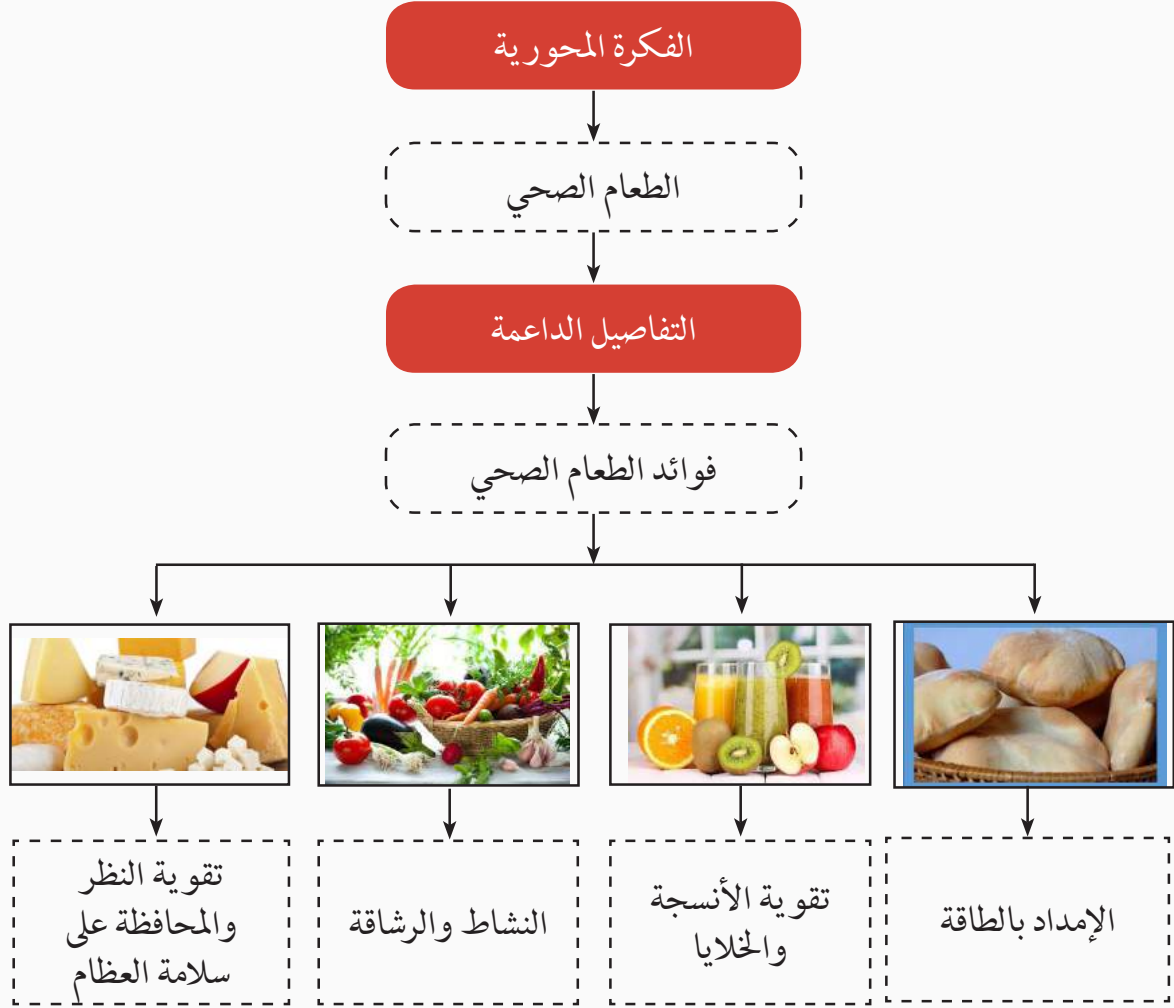 الفكرة المحورية
الطعام الصحي
التفاصيل الداعمة
فوائد الطعام الصحي
الإمداد بالطاقة
تقوية الأنسجة
والخلايا
النشاط والرشاقة
تقوية النظر
والمحافظة على
سلامة العظام